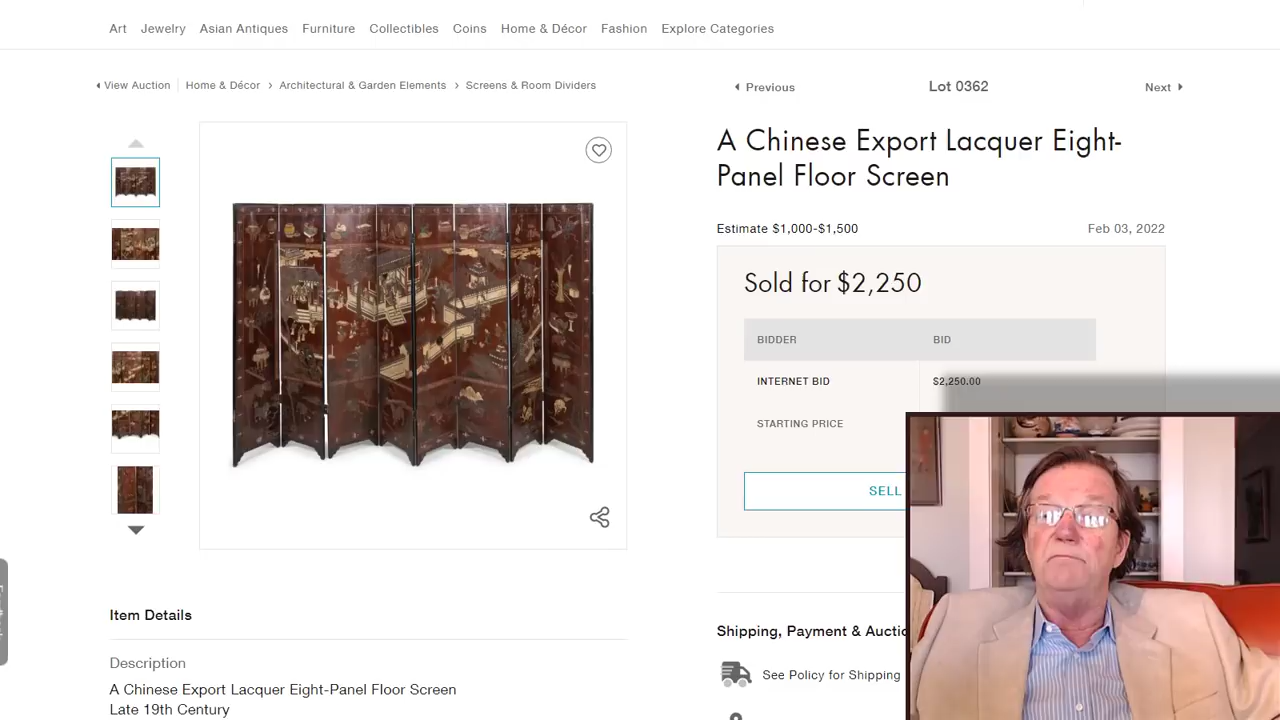 Art Jewelry Asian Antiques Furniture Collectibles Coins Home & Décor Fashion Explore Categories
View Auction Home & Décor › Architectural & Garden Elements › Screens & Room Dividers
Previous Lot 0362 Next
A Chinese Export Lacquer Eight-
Panel Floor Screen
Estimate $1,000-$1,500 Feb 03, 2022
Sold for $2,250
BIDDER BID
INTERNET BID $2,250.00
STARTING PRICE
SELL
Item Details
Shipping, Payment & Auctio
Description
See Policy for Shipping
A Chinese Export Lacquer Eight-Panel Floor Screen
Late 19th Century